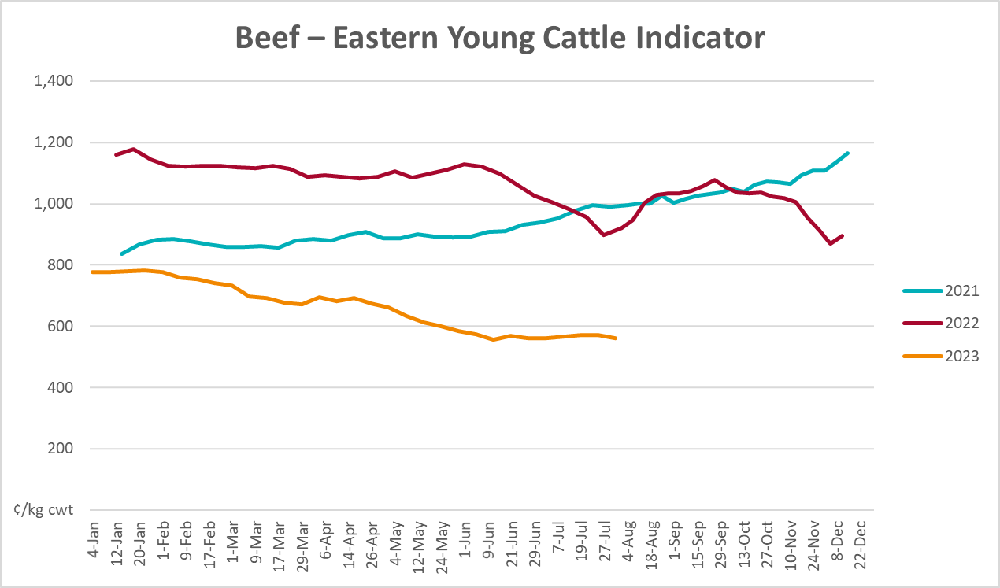 Beef – Eastern Young Cattle Indicator
1,400
1,200
1,000
800
600
400
200
¢/kg cwt
4-Jan
12-Jan
20-Jan
1-Feb
9-Feb
17-Feb
1-Mar
9-Mar
17-Mar
29-Mar
6-Apr
14-Apr
26-Apr
4-May
12-May
24-May
1-Jun
9-Jun
21-Jun
29-Jun
7-Jul
19-Jul
27-Jul
4-Aug
18-Aug
1-Sep
15-Sep
29-Sep
13-Oct
27-Oct
10-Nov
24-Nov
8-Dec
22-Dec
2021
2022
2023